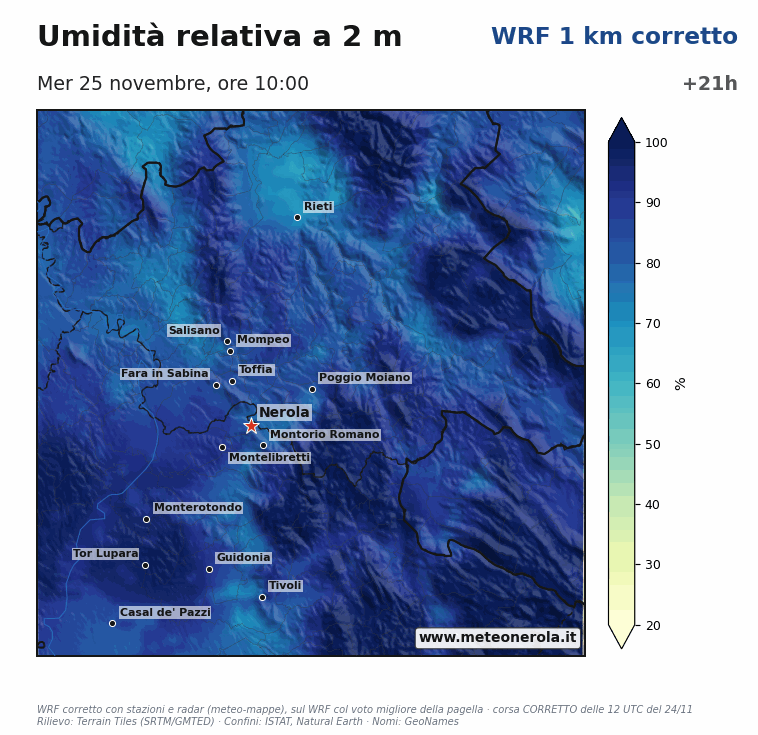 Umidità relativa a 2 m
WRF 1 km corretto
Mer 25 novembre, ore 10:00
+21h
Rieti
Salisano
Mompeo
Toffia
Fara in Sabina
Poggio Moiano
Nerola
Montorio Romano
Montelibretti
Monterotondo
Tor Lupara
Guidonia
Tivoli
Casal de' Pazzi
www.meteonerola.it
100
90
80
70
60
50
40
30
20
%
WRF corretto con stazioni e radar (meteo-mappe), sul WRF col voto migliore della pagella · corsa CORRETTO delle 12 UTC del 24/11
Rilievo: Terrain Tiles (SRTM/GMTED) · Confini: ISTAT, Natural Earth · Nomi: GeoNames